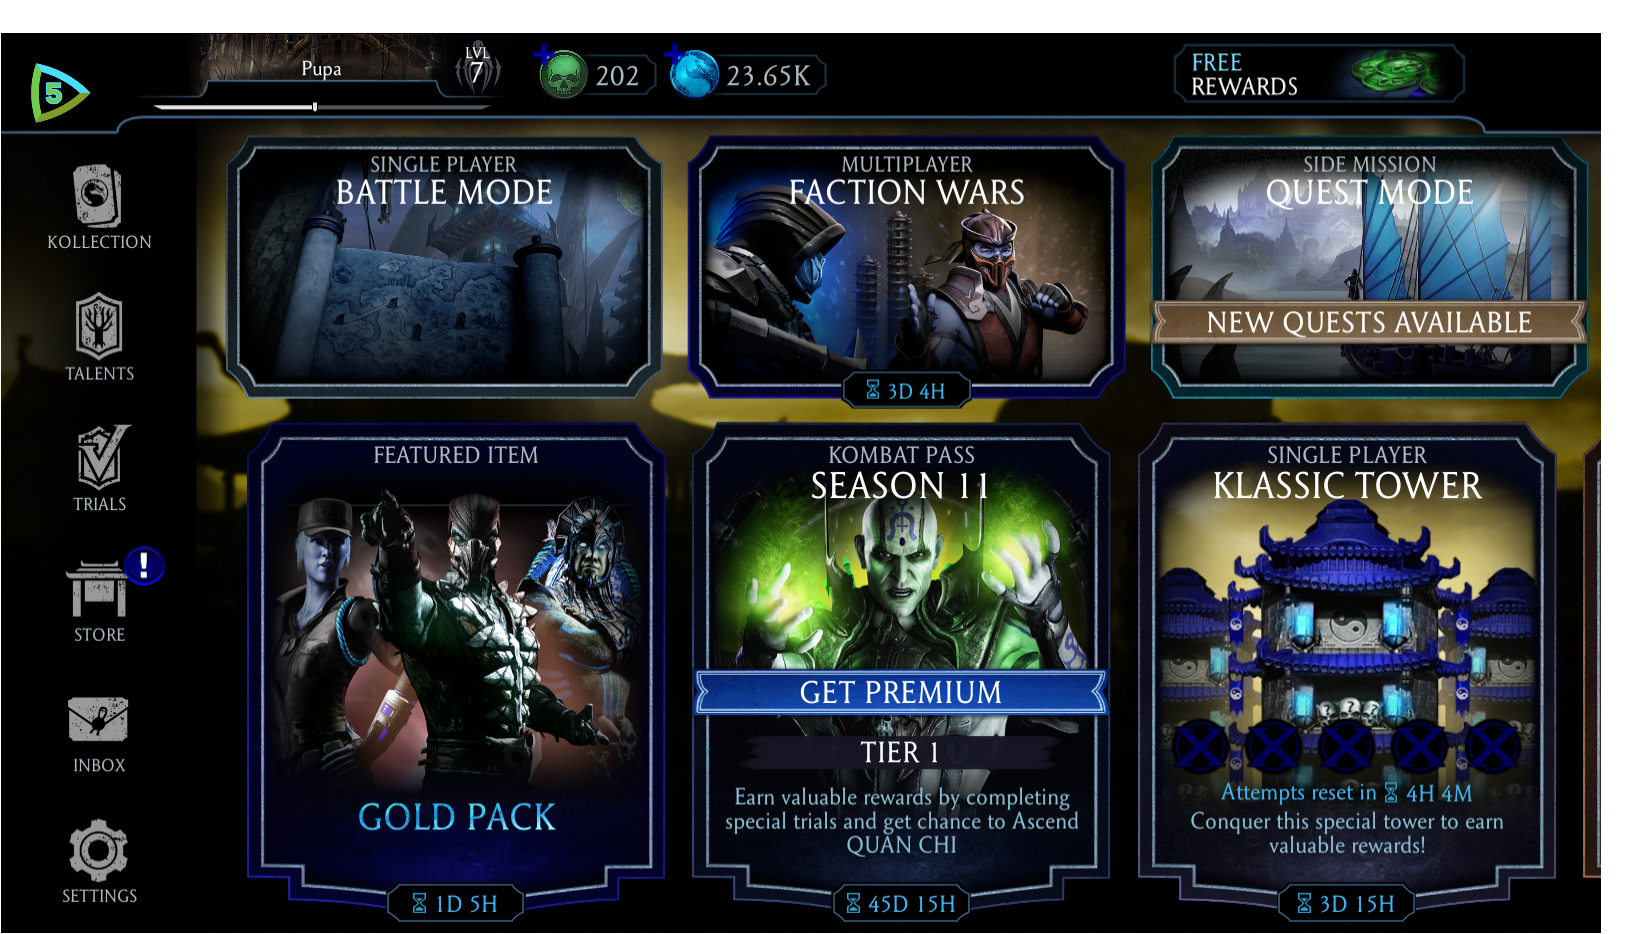 5
Pupa
LVL
7
202
23.65K
FREE
REWARDS
KOLLECTION
TALENTS
TRIALS
!
STORE
INBOX
SETTINGS
SINGLE PLAYER
BATTLE MODE
MULTIPLAYER
FACTION WARS
3D 4H
SIDE MISSION
QUEST MODE
NEW QUESTS AVAILABLE
FEATURED ITEM
GOLD PACK
1D 5H
KOMBAT PASS
SEASON 11
GET PREMIUM
TIER 1
Earn valuable rewards by completing
special trials and get chance to Ascend
QUAN CHI
45D 15H
SINGLE PLAYER
KLASSIC TOWER
? ? ?
Attempts reset in 4H 4M
Conquer this special tower to earn
valuable rewards!
3D 15H